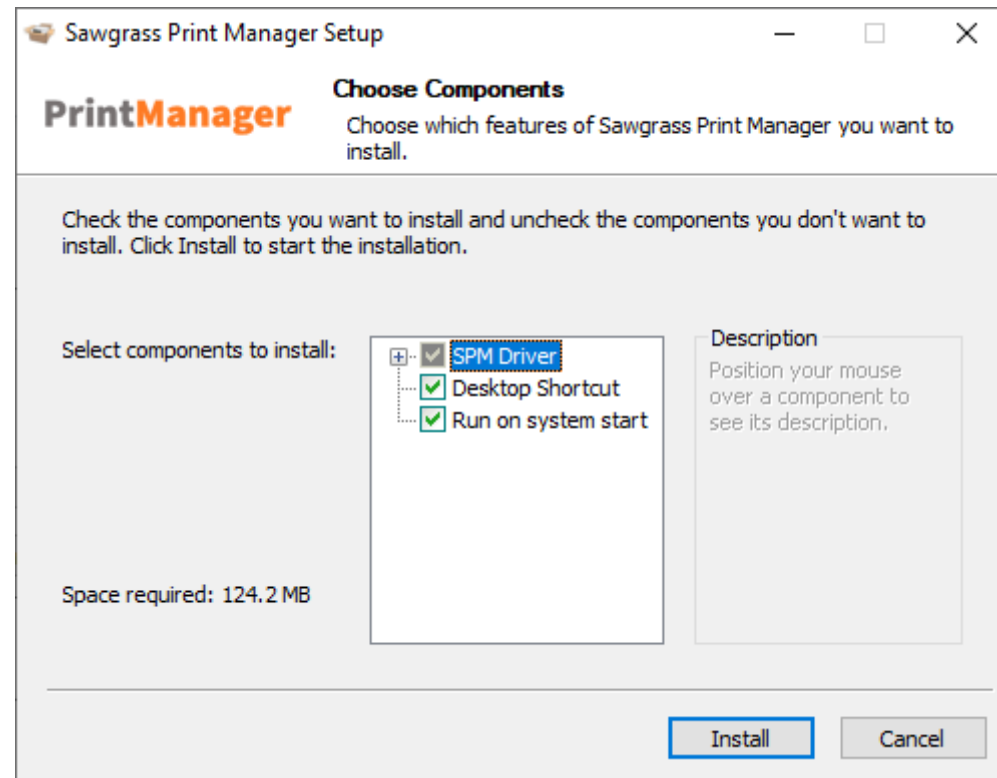 Sawgrass Print Manager Setup
PrintManager
Choose Components
Choose which features of Sawgrass Print Manager you want to
install.
Check the components you want to install and uncheck the components you don't want to
install. Click Install to start the installation.
Select components to install:
SPM Driver
Desktop Shortcut
Run on system start
Description
Position your mouse
over a component to
see its description.
Space required: 124.2 MB
Install
Cancel